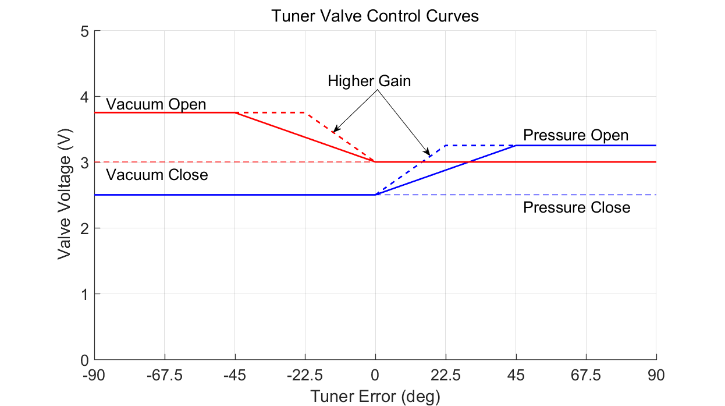 Tuner Valve Control Curves
5
4
3
2
1
0
Valve Voltage (V)
Higher Gain
Vacuum Open
Pressure Open
Vacuum Close
Pressure Close
-90 -67.5 -45 -22.5 0 22.5 45 67.5 90
Tuner Error (deg)